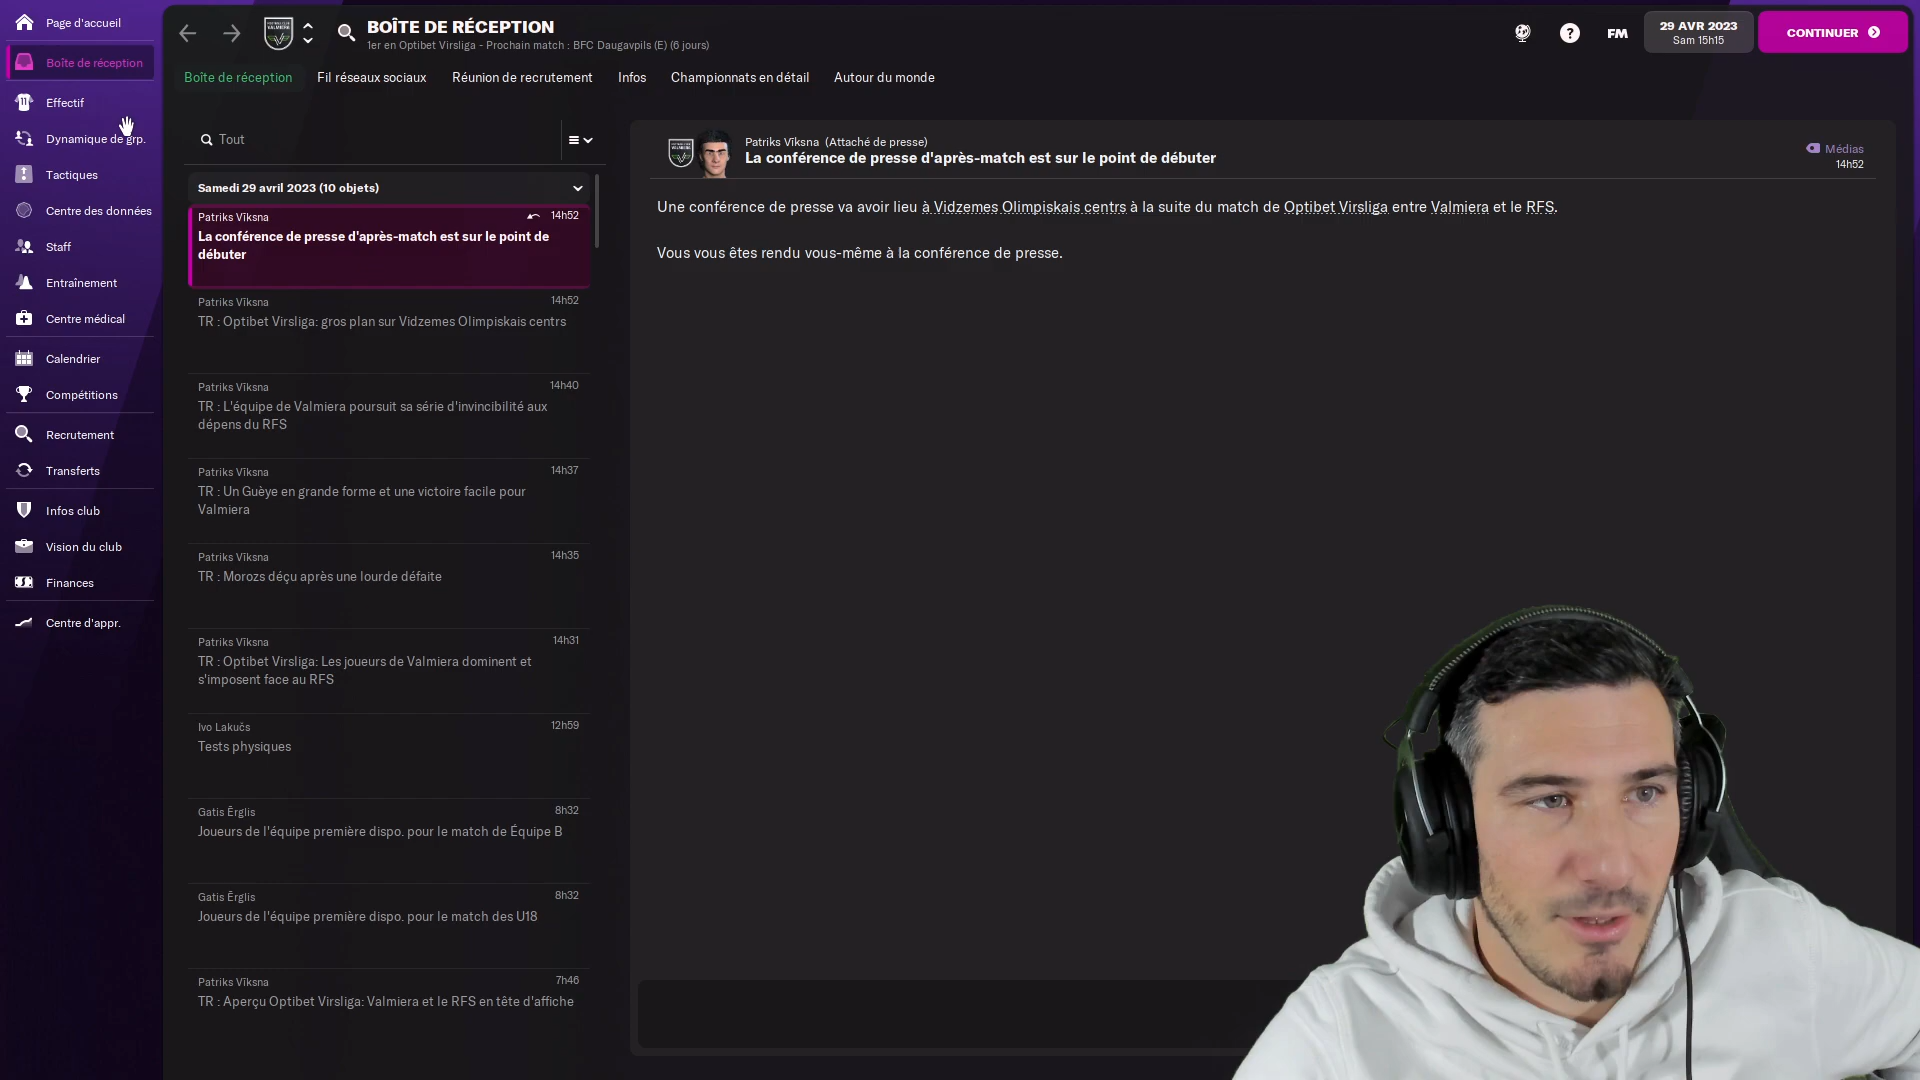 Page d'accueil
Boîte de réception
Effectif
Dynamique de grp.
Tactiques
Centre des données
Staff
Entraînement
Centre médical
Calendrier
Compétitions
Recrutement
Transferts
Infos club
Vision du club
Finances
Centre d'appr.
BOÎTE DE RÉCEPTION
1er en Optibet Virsliga - Prochain match : BFC Daugavpils (E) (6 jours)
FM
29 AVR 2023
Sam 15h15
CONTINUER
Boîte de réception
Fil réseaux sociaux
Réunion de recrutement
Infos
Championnats en détail
Autour du monde
Tout
Samedi 29 avril 2023 (10 objets)
Patriks Vīksna 14h52
La conférence de presse d'après-match est sur le point de
débuter
Patriks Vīksna 14h52
TR : Optibet Virsliga: gros plan sur Vidzemes Olimpiskais centrs
Patriks Vīksna 14h40
TR : L'équipe de Valmiera poursuit sa série d'invincibilité aux
dépens du RFS
Patriks Vīksna 14h37
TR : Un Guèye en grande forme et une victoire facile pour
Valmiera
Patriks Vīksna 14h35
TR : Morozs déçu après une lourde défaite
Patriks Vīksna 14h31
TR : Optibet Virsliga: Les joueurs de Valmiera dominent et
s'imposent face au RFS
Ivo Lakučs 12h59
Tests physiques
Gatis Ērglis 8h32
Joueurs de l'équipe première dispo. pour le match de Équipe B
Gatis Ērglis 8h32
Joueurs de l'équipe première dispo. pour le match des U18
Patriks Vīksna 7h46
TR : Aperçu Optibet Virsliga: Valmiera et le RFS en tête d'affiche
Patriks Vīksna (Attaché de presse)
La conférence de presse d'après-match est sur le point de débuter
Médias
14h52
Une conférence de presse va avoir lieu à Vidzemes Olimpiskais centrs à la suite du match de Optibet Virsliga entre Valmiera et le RFS.
Vous vous êtes rendu vous-même à la conférence de presse.